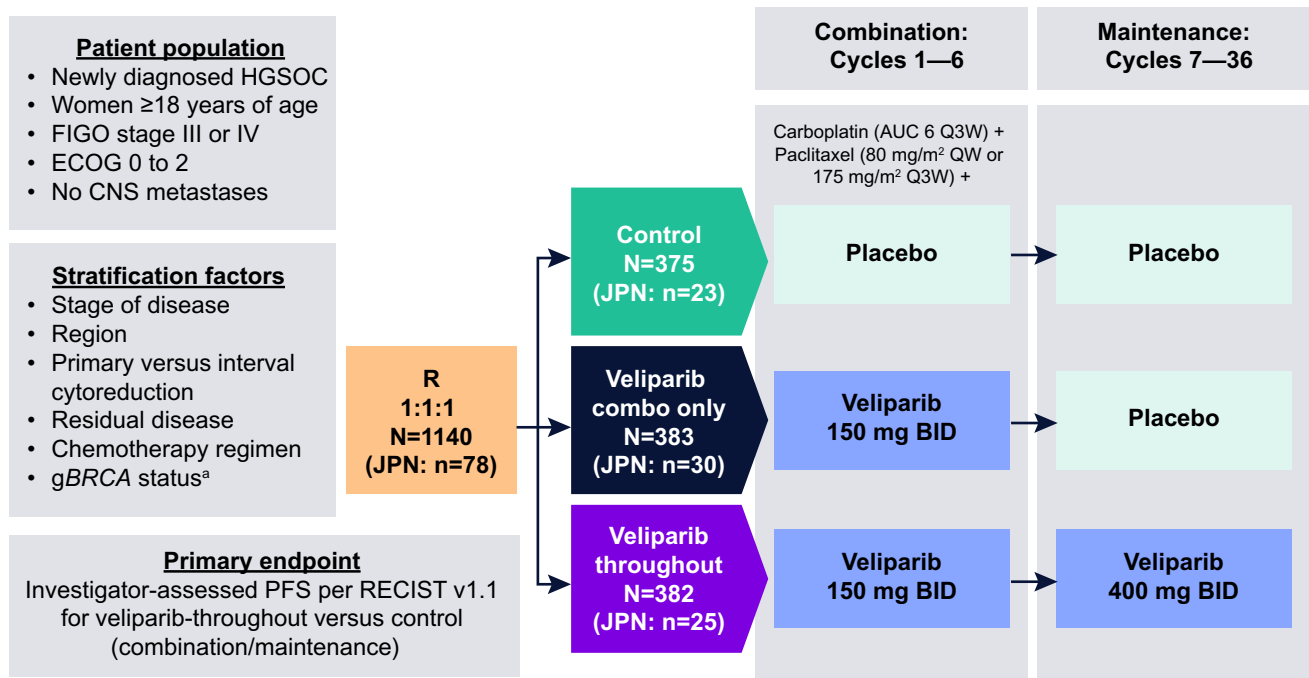 Patient population
• Newly diagnosed HGSOC
• Women ≥18 years of age
• FIGO stage III or IV
• ECOG 0 to 2
• No CNS metastases
Stratification factors
• Stage of disease
• Region
• Primary versus interval
cytoreduction
• Residual disease
• Chemotherapy regimen
• gBRCA statusᵃ
Primary endpoint
Investigator-assessed PFS per RECIST v1.1
for veliparib-throughout versus control
(combination/maintenance)
R
1:1:1
N=1140
(JPN: n=78)
Control
N=375
(JPN: n=23)
Veliparib
combo only
N=383
(JPN: n=30)
Veliparib
throughout
N=382
(JPN: n=25)
Combination:
Cycles 1—6
Carboplatin (AUC 6 Q3W) +
Paclitaxel (80 mg/m² QW or
175 mg/m² Q3W) +
Placebo
Veliparib
150 mg BID
Veliparib
150 mg BID
Maintenance:
Cycles 7—36
Placebo
Placebo
Veliparib
400 mg BID